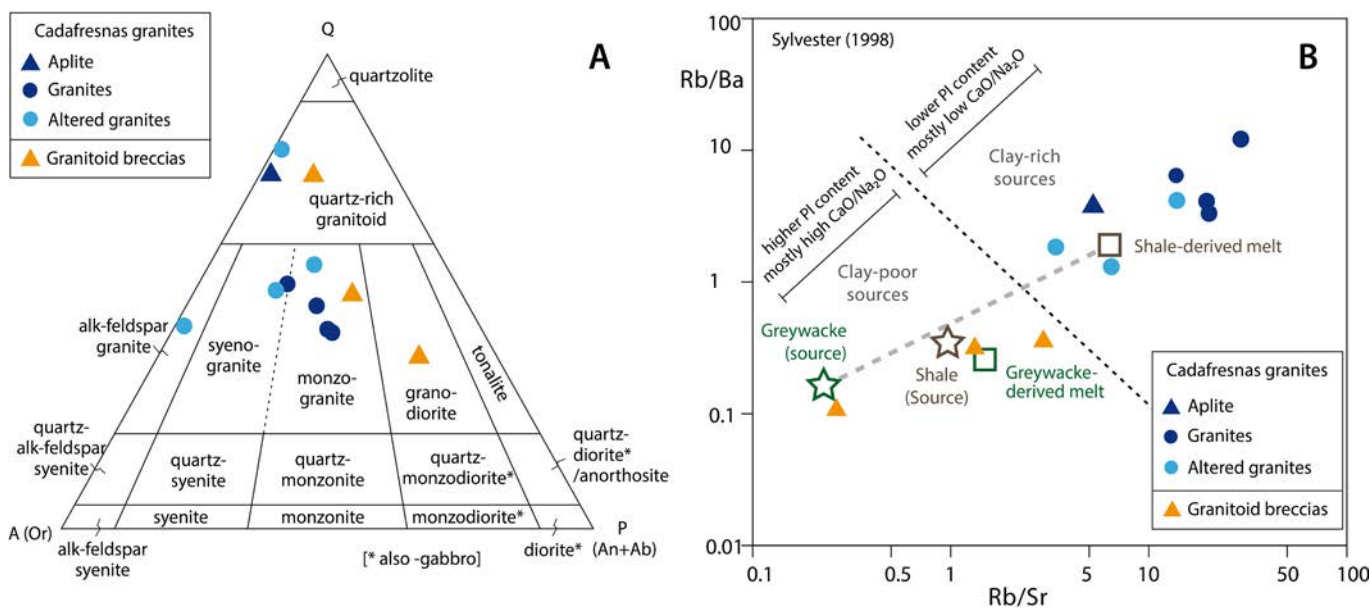 Cadafresnas granites
Aplite
Granites
Altered granites
Granitoid breccias
A
Q
quartzolite
quartz-rich
granitoid
alk-feldspar
granite
syeno-
granite
monzo-
granite
grano-
diorite
tonalite
quartz-
alk-feldspar
syenite
quartz-
syenite
quartz-
monzonite
quartz-
monzodiorite*
quartz-
diorite*
/anorthosite
syenite
monzonite
monzodiorite*
A (Or)
P
(An+Ab)
alk-feldspar
syenite
[* also -gabbro]
diorite*
B
Sylvester (1998)
Rb/Ba
100
10
1
0.1
0.01
lower Pl content
mostly low CaO/Na₂O
higher Pl content
mostly high CaO/Na₂O
Clay-rich
sources
Clay-poor
sources
Shale-derived melt
Greywacke
(source)
Shale
(Source)
Greywacke-
derived melt
Cadafresnas granites
Aplite
Granites
Altered granites
Granitoid breccias
0.1
0.5
1
5
10
50
100
Rb/Sr